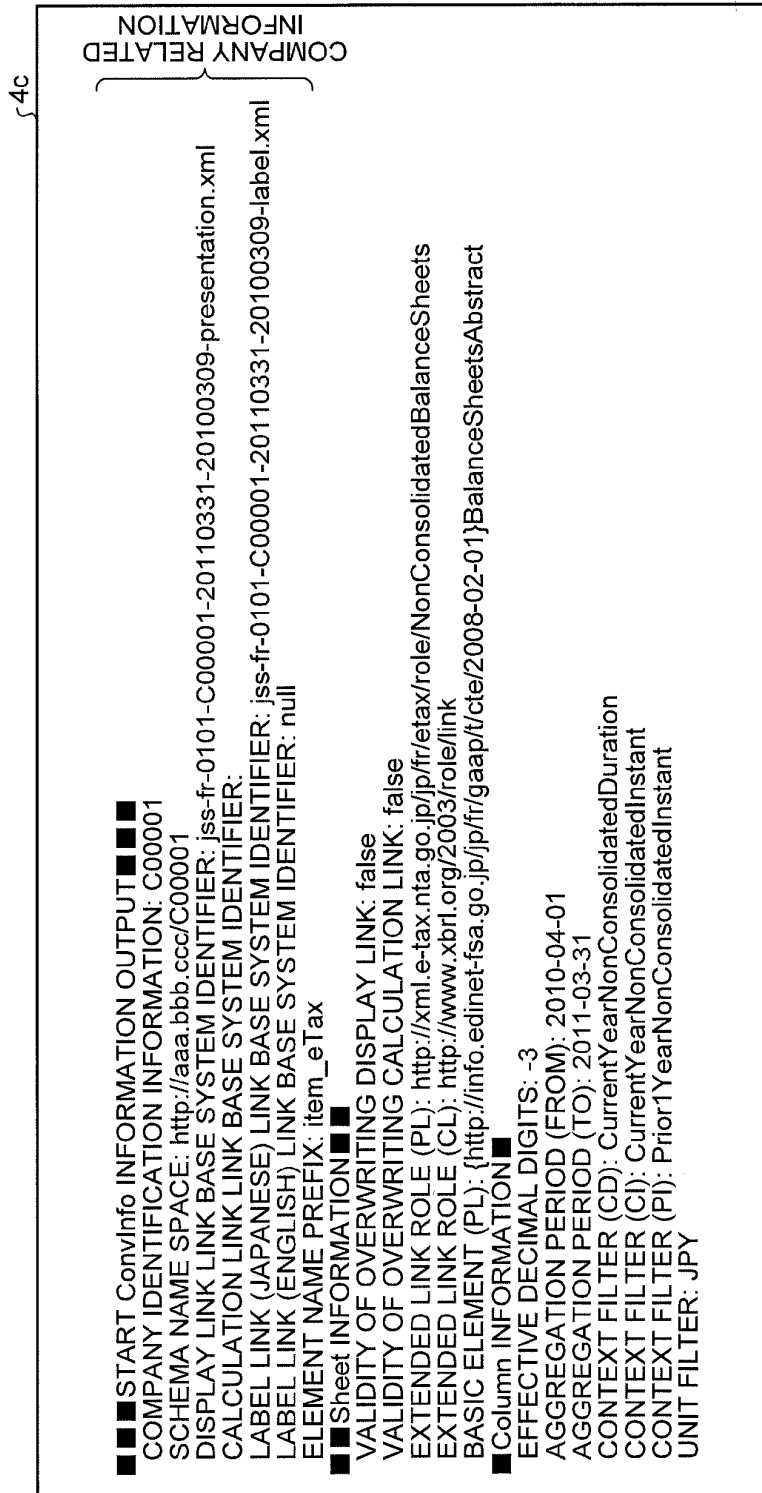 4c
■■■START ConvInfo INFORMATION OUTPUT■■■
COMPANY IDENTIFICATION INFORMATION: C00001
SCHEMA NAME SPACE: http://aaa.bbb.ccc/C00001
DISPLAY LINK LINK BASE SYSTEM IDENTIFIER: jss-fr-0101-C00001-20110331-20100309-presentation.xml
CALCULATION LINK LINK BASE SYSTEM IDENTIFIER:
LABEL LINK (JAPANESE) LINK BASE SYSTEM IDENTIFIER: jss-fr-0101-C00001-20110331-20100309-label.xml
LABEL LINK (ENGLISH) LINK BASE SYSTEM IDENTIFIER: null
ELEMENT NAME PREFIX: item_eTax
COMPANY RELATED
INFORMATION
■■Sheet INFORMATION■■
VALIDITY OF OVERWRITING DISPLAY LINK: false
VALIDITY OF OVERWRITING CALCULATION LINK: false
EXTENDED LINK ROLE (PL): http://xml.e-tax.nta.go.jp/jp/fr/etax/role/NonConsolidatedBalanceSheets
EXTENDED LINK ROLE (CL): http://www.xbrl.org/2003/role/link
BASIC ELEMENT (PL): {http://info.edinet-fsa.go.jp/jp/fr/gaap/t/cte/2008-02-01}BalanceSheetsAbstract
■Column INFORMATION■
EFFECTIVE DECIMAL DIGITS: -3
AGGREGATION PERIOD (FROM): 2010-04-01
AGGREGATION PERIOD (TO): 2011-03-31
CONTEXT FILTER (CD): CurrentYearNonConsolidatedDuration
CONTEXT FILTER (CI): CurrentYearNonConsolidatedInstant
CONTEXT FILTER (PI): Prior1YearNonConsolidatedInstant
UNIT FILTER: JPY